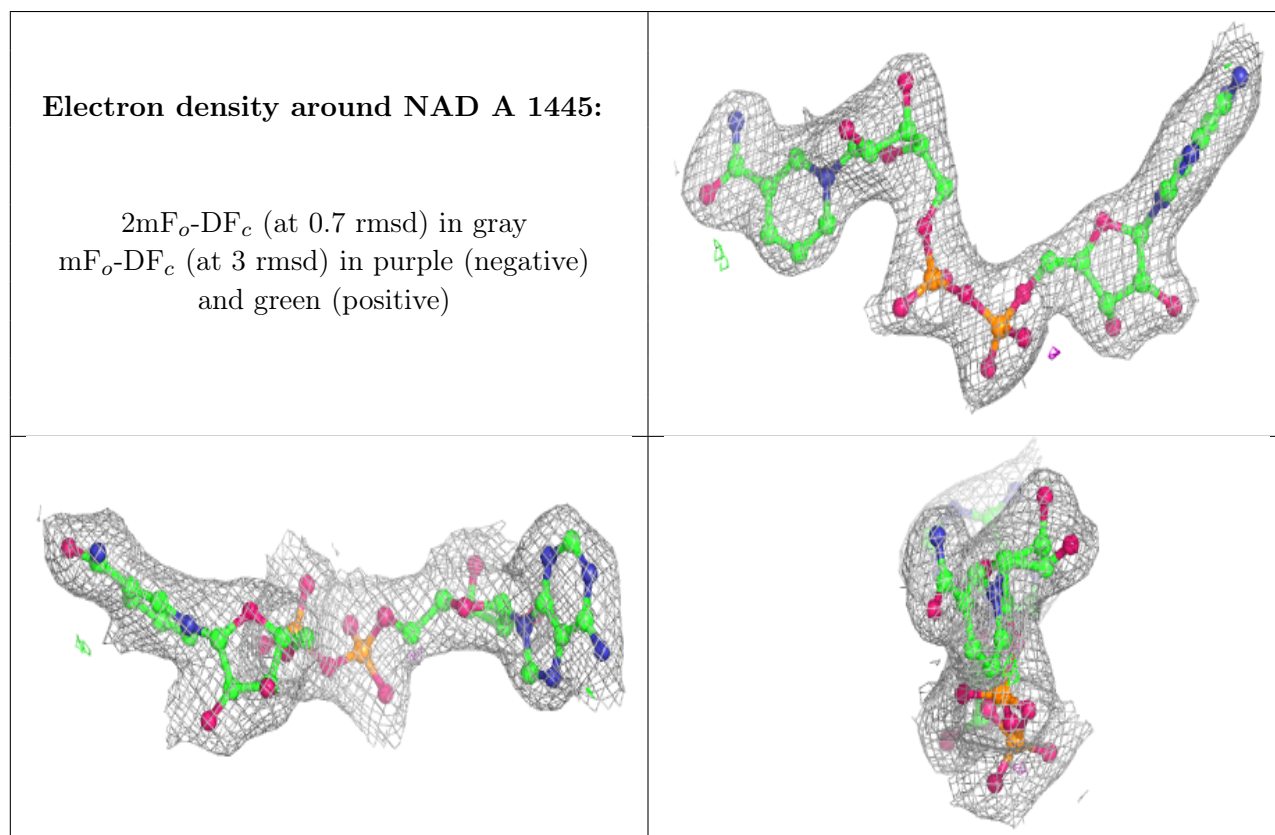 Electron density around NAD A 1445:
2mFₒ-DF𝒸 (at 0.7 rmsd) in gray
mFₒ-DF𝒸 (at 3 rmsd) in purple (negative)
and green (positive)